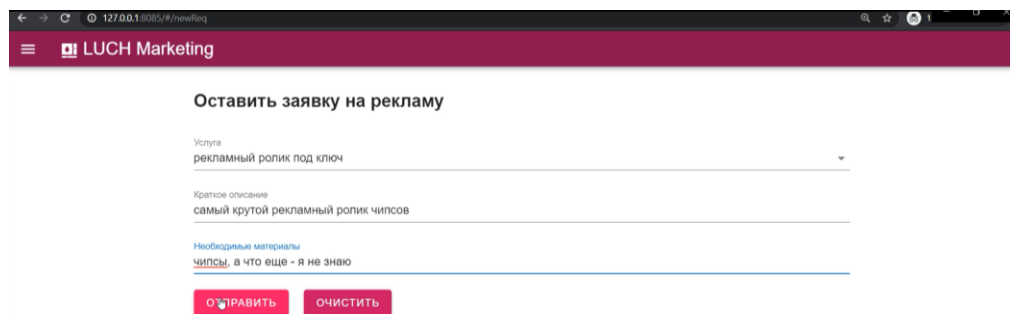 127.0.0.1:8085/#/newReq
LUCH Marketing
Оставить заявку на рекламу
Услуга
рекламный ролик под ключ
Краткое описание
самый крутой рекламный ролик чипсов
Необходимые материалы
чипсы, а что еще - я не знаю
ОТПРАВИТЬ ОЧИСТИТЬ